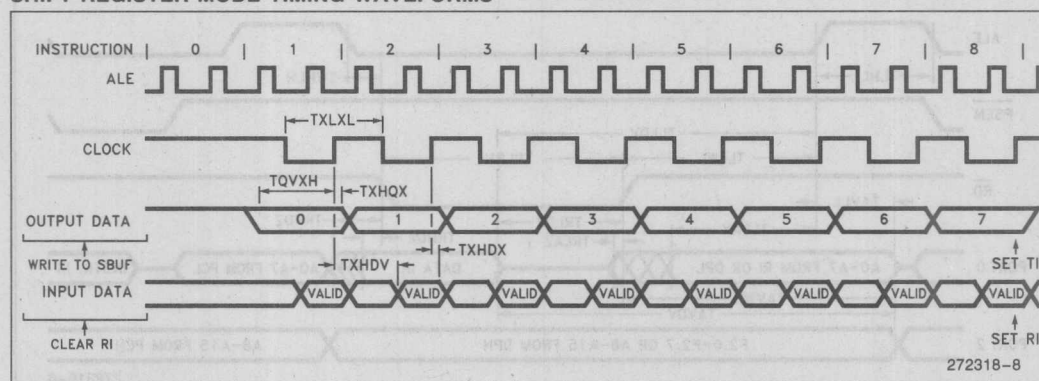 INSTRUCTION | 0 | 1 | 2 | 3 | 4 | 5 | 6 | 7 | 8 |
ALE
TXLXL
CLOCK
TQVXH TXHQX
OUTPUT DATA 0 1 2 3 4 5 6 7
TXHDV TXHDX
WRITE TO SBUF SET TI
INPUT DATA VALID VALID VALID VALID VALID VALID VALID VALID
CLEAR RI SET RI
272318-8